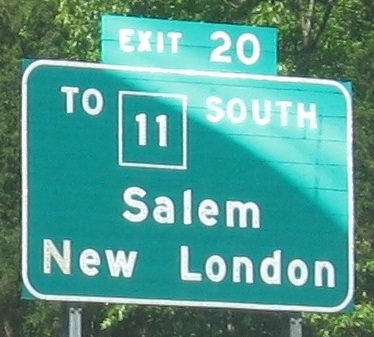 EXIT 20
TO 11 SOUTH
Salem
New London